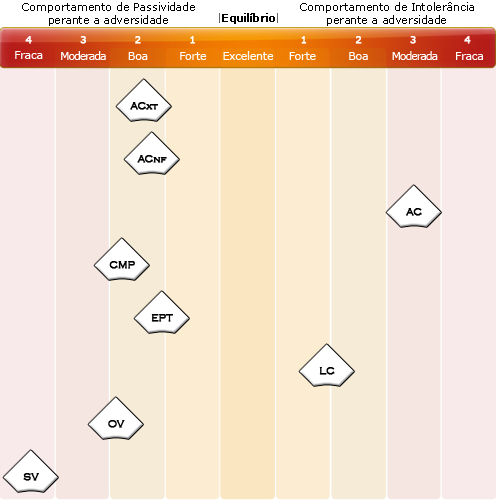 Comportamento de Passividade
perante a adversidade
|Equilíbrio|
Comportamento de Intolerância
perante a adversidade
4 3 2 1 1 2 3 4
Fraca Moderada Boa Forte Excelente Forte Boa Moderada Fraca
ACXT
ACNF
AC
CMP
EPT
LC
OV
SV